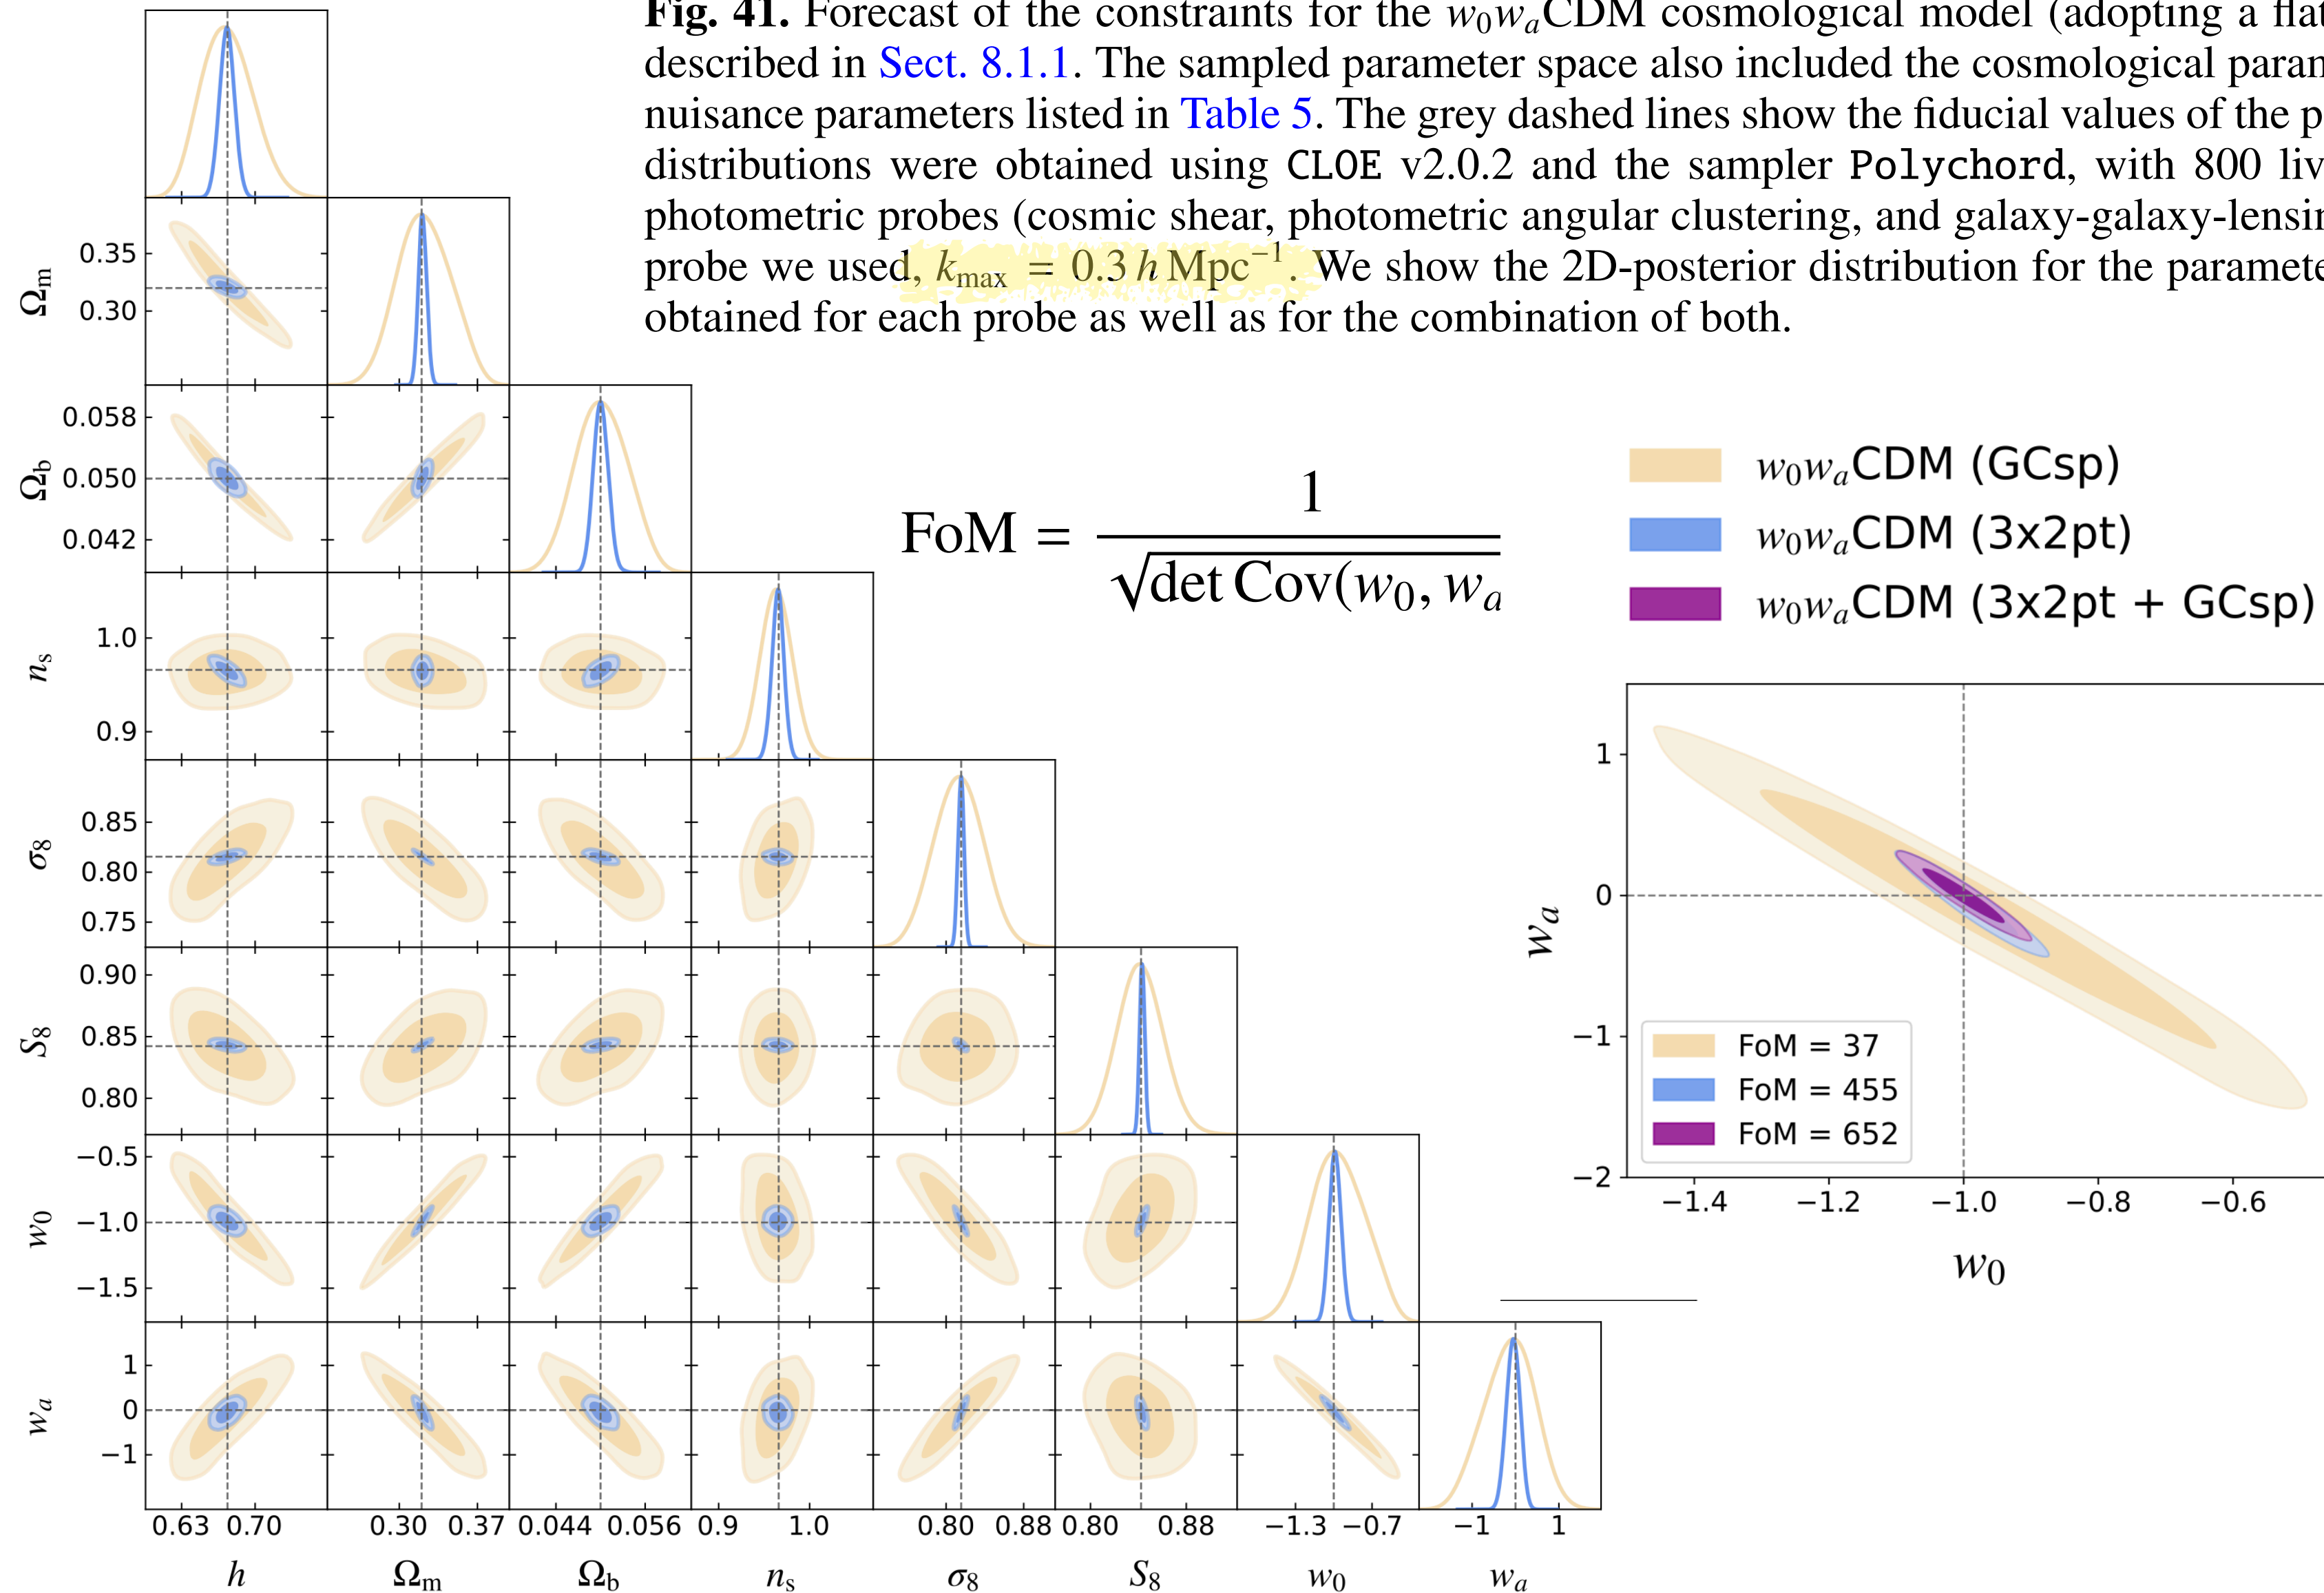 Fig. 41. Forecast of the constraints for the w₀wₐCDM cosmological model (adopting a flat
described in Sect. 8.1.1. The sampled parameter space also included the cosmological param
nuisance parameters listed in Table 5. The grey dashed lines show the fiducial values of the p
distributions were obtained using CLOE v2.0.2 and the sampler Polychord, with 800 liv
photometric probes (cosmic shear, photometric angular clustering, and galaxy-galaxy-lensin
probe we used, kmax = 0.3 h Mpc⁻¹. We show the 2D-posterior distribution for the paramete
obtained for each probe as well as for the combination of both.
FoM = 1 / √det Cov(w₀, wₐ
w₀wₐCDM (GCsp)
w₀wₐCDM (3x2pt)
w₀wₐCDM (3x2pt + GCsp)
Ωm
0.35
0.30
Ωb
0.058
0.050
0.042
nₛ
1.0
0.9
σ₈
0.85
0.80
0.75
S₈
0.90
0.85
0.80
w₀
−0.5
−1.0
−1.5
wₐ
1
0
−1
0.63 0.70 0.30 0.37 0.044 0.056 0.9 1.0 0.80 0.88 0.80 0.88 −1.3 −0.7 −1 1
h Ωm Ωb nₛ σ₈ S₈ w₀ wₐ
wₐ
1
0
−1
−2
FoM = 37
FoM = 455
FoM = 652
−1.4 −1.2 −1.0 −0.8 −0.6
w₀